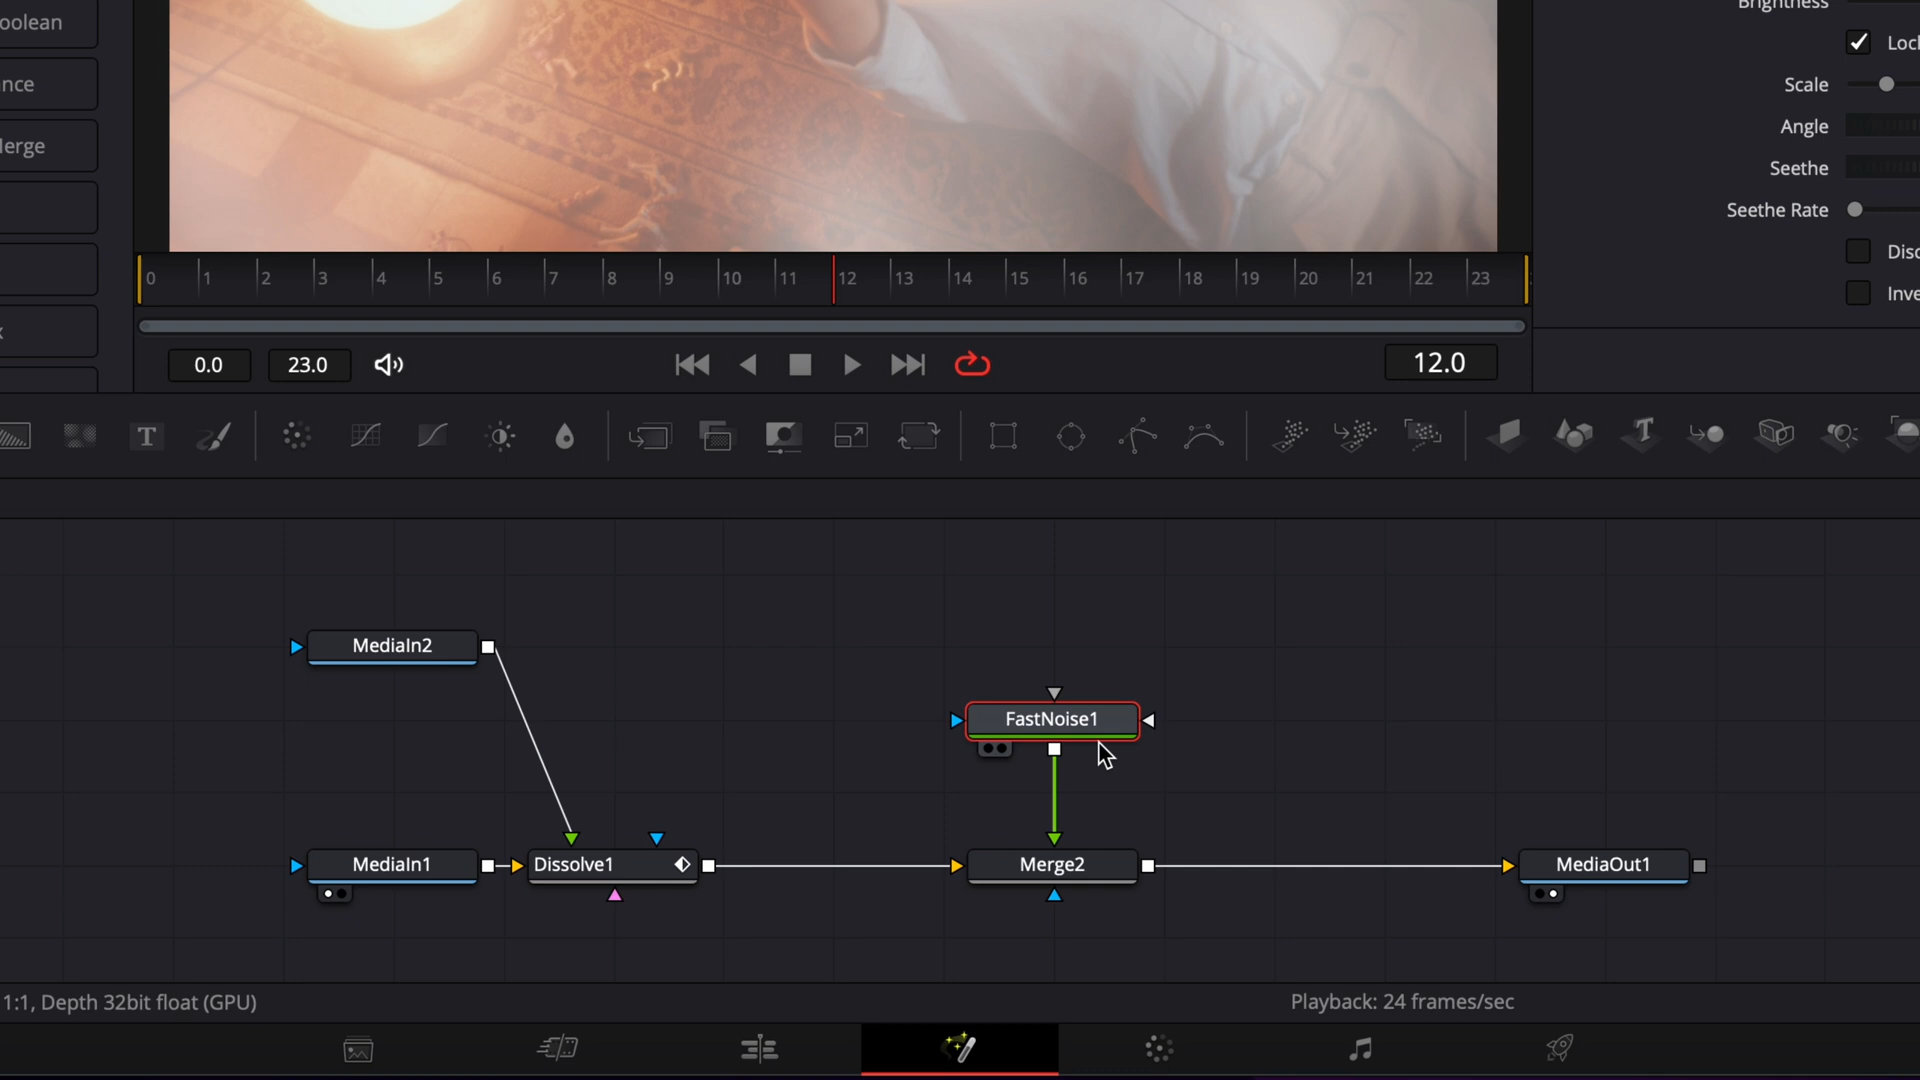 oolean
nce
erge
Brightness
Loc
Scale
Angle
Seethe
Seethe Rate
Disc
Inve
0 1 2 3 4 5 6 7 8 9 10 11 12 13 14 15 16 17 18 19 20 21 22 23
0.0
23.0
12.0
T
T
MediaIn2
FastNoise1
MediaIn1
Dissolve1
Merge2
MediaOut1
1:1, Depth 32bit float (GPU)
Playback: 24 frames/sec